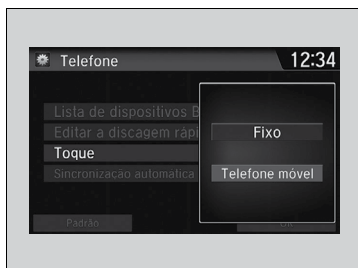 Telefone 12:34
Lista de dispositivos B
Editar a discagem rápi
Toque
Sincronização automática
Fixo
Telefone móvel
Padrão